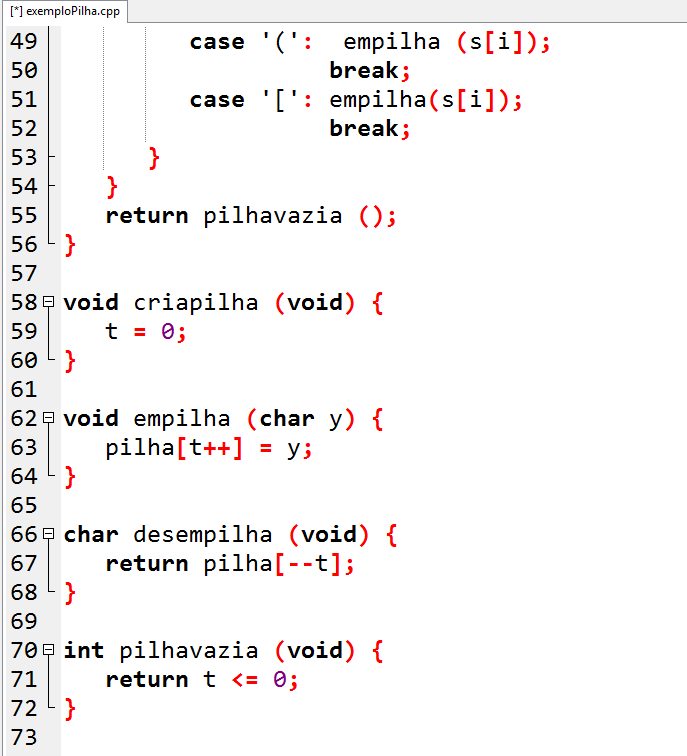 [*] exemploPilha.cpp
49 case '(': empilha (s[i]);
50 break;
51 case '[': empilha(s[i]);
52 break;
53 }
54 }
55 return pilhavazia ();
56 }
57
58 void criapilha (void) {
59 t = 0;
60 }
61
62 void empilha (char y) {
63 pilha[t++] = y;
64 }
65
66 char desempilha (void) {
67 return pilha[--t];
68 }
69
70 int pilhavazia (void) {
71 return t <= 0;
72 }
73